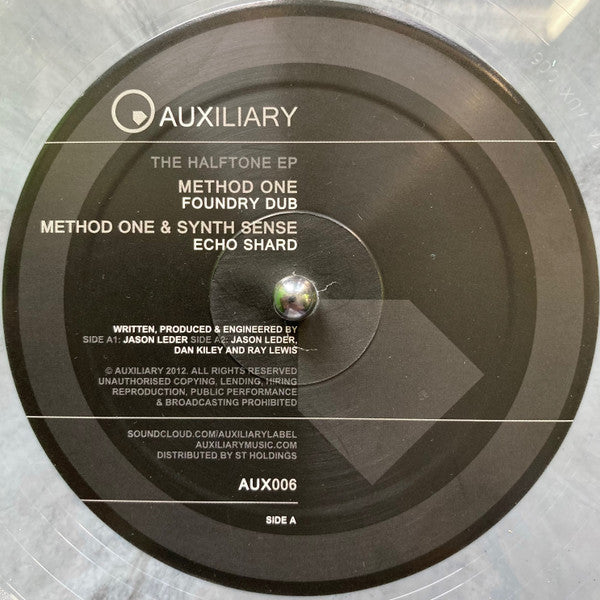 AUXILIARY
THE HALFTONE EP
METHOD ONE
FOUNDRY DUB
METHOD ONE & SYNTH SENSE
ECHO SHARD
WRITTEN, PRODUCED & ENGINEERED BY
SIDE A1: JASON LEDER SIDE A2: JASON LEDER,
DAN KILEY AND RAY LEWIS
© AUXILIARY 2012. ALL RIGHTS RESERVED
UNAUTHORISED COPYING, LENDING, HIRING
REPRODUCTION, PUBLIC PERFORMANCE
& BROADCASTING PROHIBITED
SOUNDCLOUD.COM/AUXILIARYLABEL
AUXILIARYMUSIC.COM
DISTRIBUTED BY ST HOLDINGS
AUX006
SIDE A